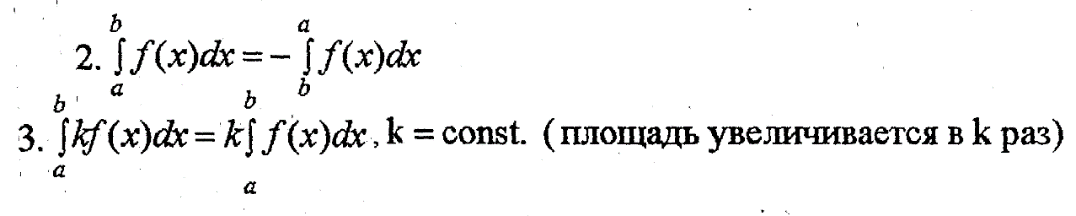 2. ∫_a^b f(x)dx = − ∫_b^a f(x)dx
3. ∫_a^b kf(x)dx = k∫_a^b f(x)dx, k = const. (площадь увеличивается в k раз)